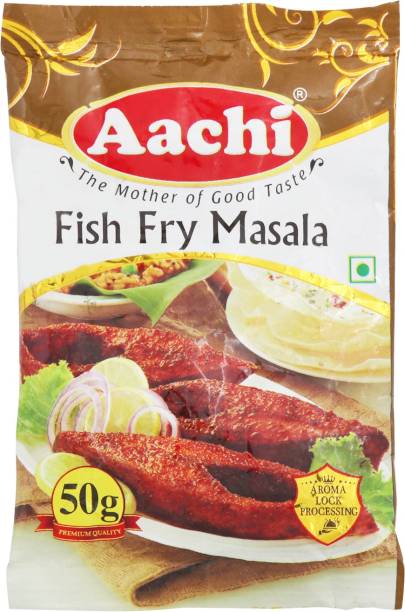 Aachi®
The Mother of Good Taste
Fish Fry Masala
50g
PREMIUM QUALITY
AROMA
LOCK
PROCESSING